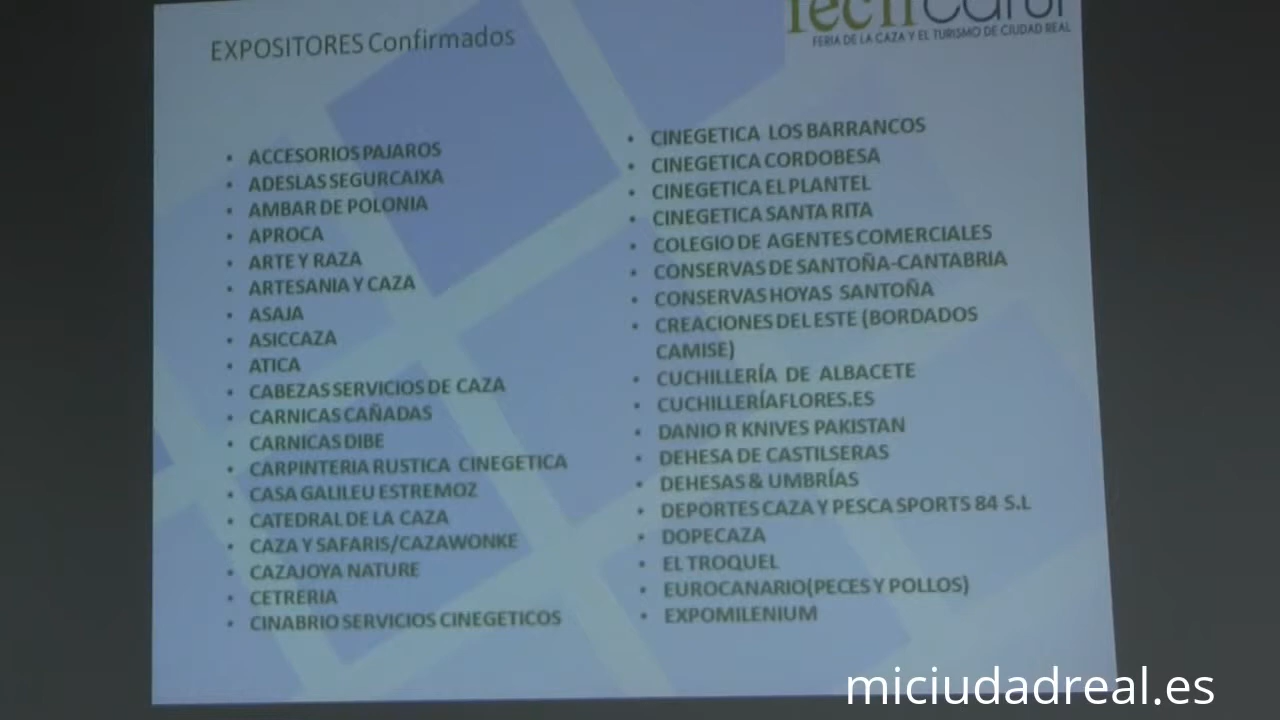 EXPOSITORES Confirmados
FERIA DE LA CAZA Y EL TURISMO DE CIUDAD REAL
• ACCESORIOS PAJAROS
• ADESLAS SEGURCAIXA
• AMBAR DE POLONIA
• APROCA
• ARTE Y RAZA
• ARTESANIA Y CAZA
• ASAJA
• ASICCAZA
• ATICA
• CABEZAS SERVICIOS DE CAZA
• CARNICAS CAÑADAS
• CARNICAS DIBE
• CARPINTERIA RUSTICA CINEGETICA
• CASA GALILEU ESTREMOZ
• CATEDRAL DE LA CAZA
• CAZA Y SAFARIS/CAZAWONKE
• CAZAJOYA NATURE
• CETRERIA
• CINABRIO SERVICIOS CINEGETICOS
• CINEGETICA LOS BARRANCOS
• CINEGETICA CORDOBESA
• CINEGETICA EL PLANTEL
• CINEGETICA SANTA RITA
• COLEGIO DE AGENTES COMERCIALES
• CONSERVAS DE SANTOÑA-CANTABRIA
• CONSERVAS HOYAS SANTOÑA
• CREACIONES DEL ESTE (BORDADOS
CAMISE)
• CUCHILLERÍA DE ALBACETE
• CUCHILLERÍAFLORES.ES
• DANIO R KNIVES PAKISTAN
• DEHESA DE CASTILSERAS
• DEHESAS & UMBRÍAS
• DEPORTES CAZA Y PESCA SPORTS 84 S.L
• DOPECAZA
• EL TROQUEL
• EUROCANARIO(PECES Y POLLOS)
• EXPOMILENIUM
miciudadreal.es